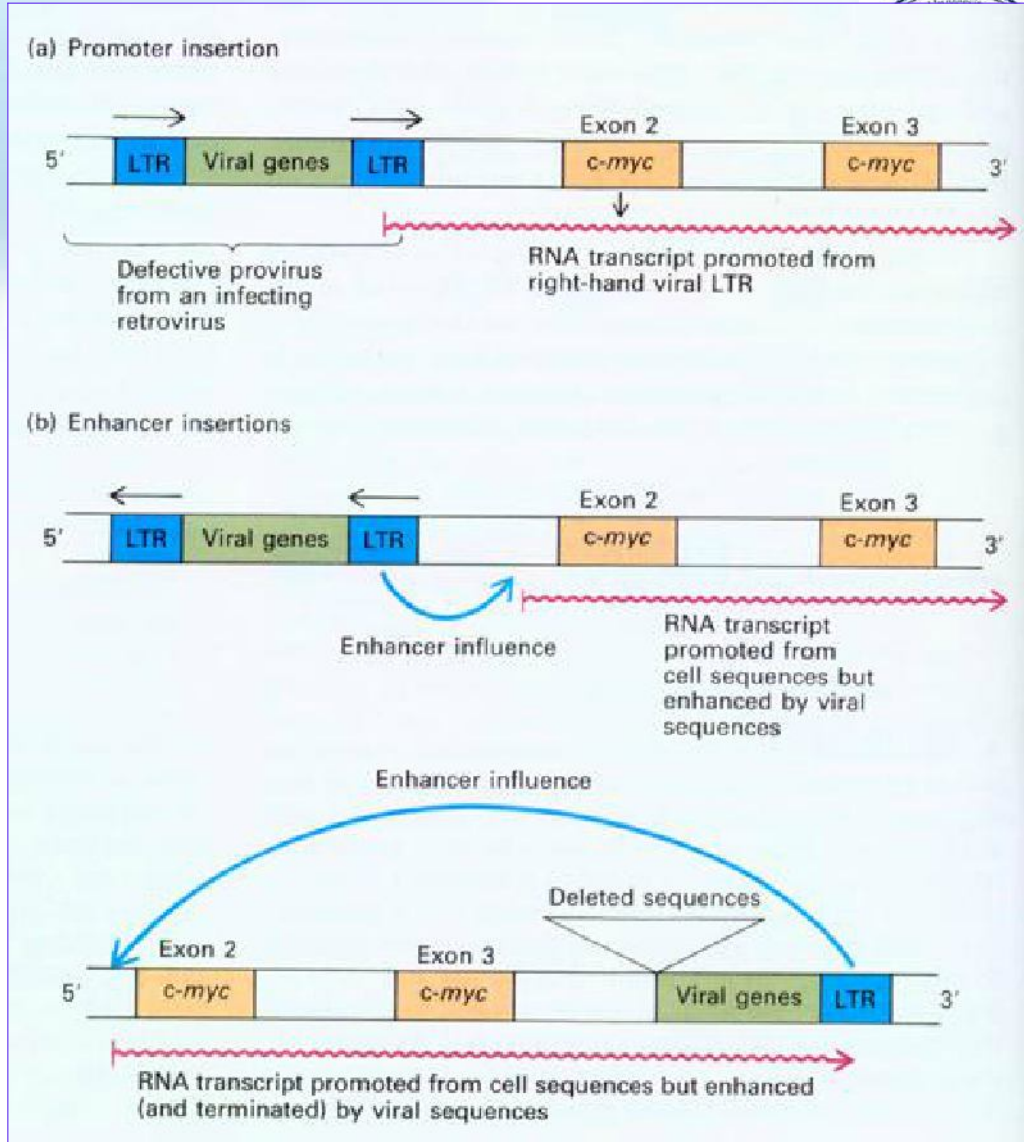 (a) Promoter insertion
Exon 2
Exon 3
5′
LTR
Viral genes
LTR
c-myc
c-myc
3′
Defective provirus
from an infecting
retrovirus
RNA transcript promoted from
right-hand viral LTR
(b) Enhancer insertions
Exon 2
Exon 3
5′
LTR
Viral genes
LTR
c-myc
c-myc
3′
Enhancer influence
RNA transcript
promoted from
cell sequences but
enhanced by viral
sequences
Enhancer influence
Deleted sequences
Exon 2
Exon 3
5′
c-myc
c-myc
Viral genes
LTR
3′
RNA transcript promoted from cell sequences but enhanced
(and terminated) by viral sequences